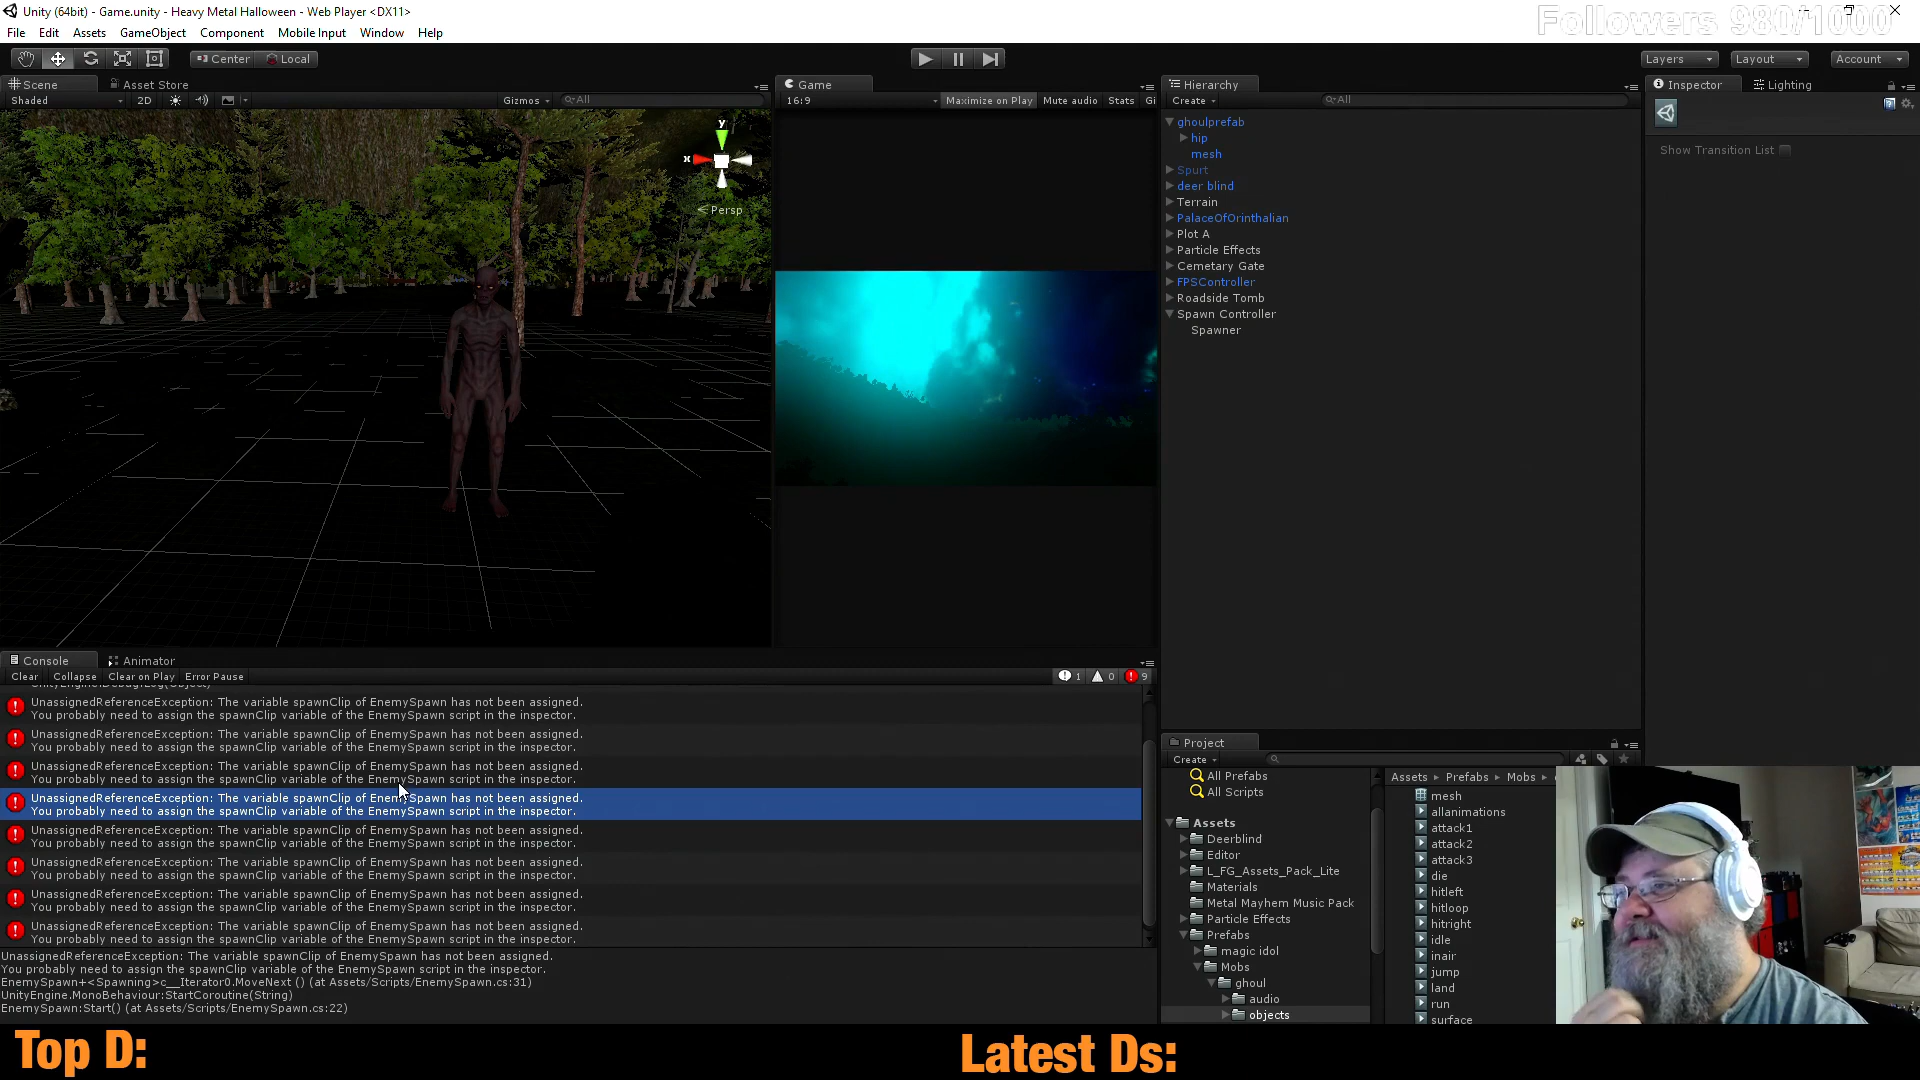 Unity (64bit) - Game.unity - Heavy Metal Halloween - Web Player <DX11>
Followers 980/1000
File Edit Assets GameObject Component Mobile Input Window Help
Center Local
Layers Layout Account
Scene Asset Store
Game
Hierarchy
Inspector Lighting
Shaded 2D Gizmos All
16:9 Maximize on Play Mute audio Stats Gi
Create All
Show Transition List
y
x
Persp
ghoulprefab
hip
mesh
Spurt
deer blind
Terrain
PalaceOfOrinthalian
Plot A
Particle Effects
Cemetary Gate
FPSController
Roadside Tomb
Spawn Controller
Spawner
Console Animator
Clear Collapse Clear on Play Error Pause 1 0 9
UnassignedReferenceException: The variable spawnClip of EnemySpawn has not been assigned.
You probably need to assign the spawnClip variable of the EnemySpawn script in the inspector.
UnassignedReferenceException: The variable spawnClip of EnemySpawn has not been assigned.
You probably need to assign the spawnClip variable of the EnemySpawn script in the inspector.
UnassignedReferenceException: The variable spawnClip of EnemySpawn has not been assigned.
You probably need to assign the spawnClip variable of the EnemySpawn script in the inspector.
UnassignedReferenceException: The variable spawnClip of EnemySpawn has not been assigned.
You probably need to assign the spawnClip variable of the EnemySpawn script in the inspector.
UnassignedReferenceException: The variable spawnClip of EnemySpawn has not been assigned.
You probably need to assign the spawnClip variable of the EnemySpawn script in the inspector.
UnassignedReferenceException: The variable spawnClip of EnemySpawn has not been assigned.
You probably need to assign the spawnClip variable of the EnemySpawn script in the inspector.
UnassignedReferenceException: The variable spawnClip of EnemySpawn has not been assigned.
You probably need to assign the spawnClip variable of the EnemySpawn script in the inspector.
UnassignedReferenceException: The variable spawnClip of EnemySpawn has not been assigned.
You probably need to assign the spawnClip variable of the EnemySpawn script in the inspector.
UnassignedReferenceException: The variable spawnClip of EnemySpawn has not been assigned.
You probably need to assign the spawnClip variable of the EnemySpawn script in the inspector.
EnemySpawn+<Spawning>c__Iterator0.MoveNext () (at Assets/Scripts/EnemySpawn.cs:31)
UnityEngine.MonoBehaviour:StartCoroutine(String)
EnemySpawn:Start() (at Assets/Scripts/EnemySpawn.cs:22)
Project
Create
All Prefabs
All Scripts
Assets
Deerblind
Editor
L_FG_Assets_Pack_Lite
Materials
Metal Mayhem Music Pack
Particle Effects
Prefabs
magic idol
Mobs
ghoul
audio
objects
Assets Prefabs Mobs
mesh
allanimations
attack1
attack2
attack3
die
hitleft
hitloop
hitright
idle
inair
jump
land
run
surface
Top D:
Latest Ds: